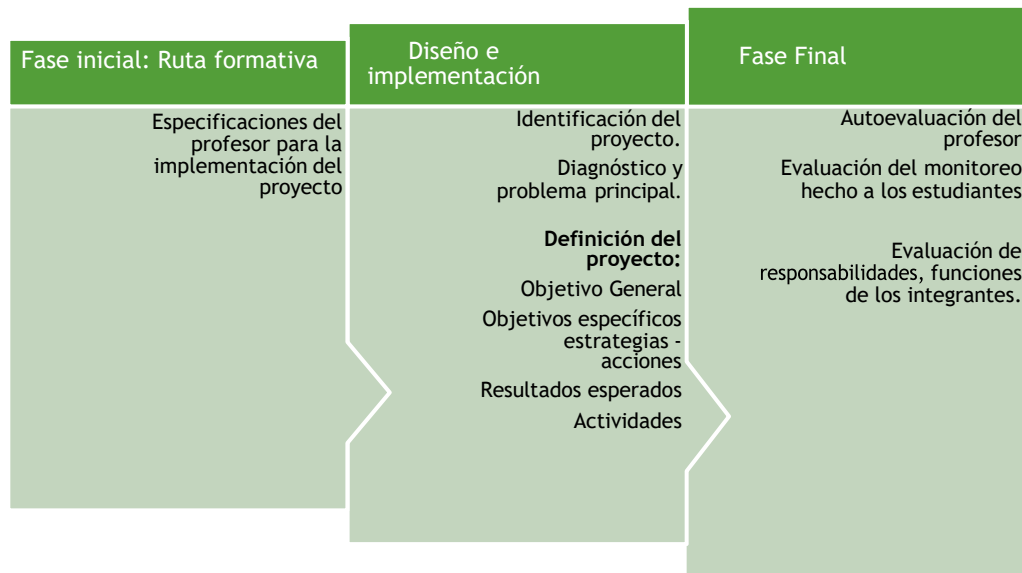 Fase inicial: Ruta formativa
Especificaciones del
profesor para la
implementación del
proyecto
Diseño e
implementación
Identificación del
proyecto.
Diagnóstico y
problema principal.
Definición del
proyecto:
Objetivo General
Objetivos específicos
estrategias -
acciones
Resultados esperados
Actividades
Fase Final
Autoevaluación del
profesor
Evaluación del monitoreo
hecho a los estudiantes
Evaluación de
responsabilidades, funciones
de los integrantes.